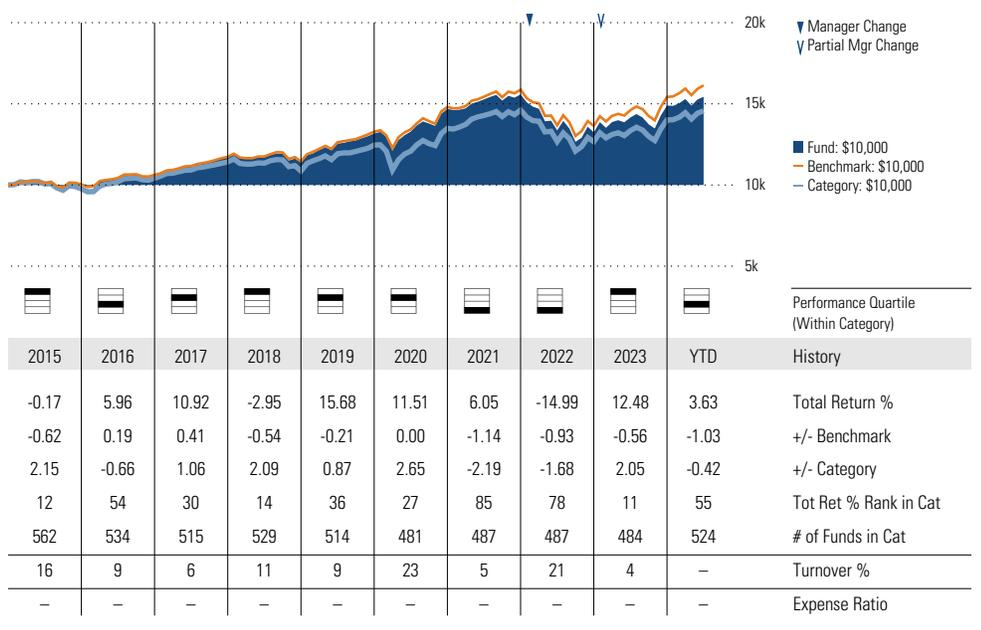 20k
Manager Change
Partial Mgr Change
15k
Fund: $10,000
Benchmark: $10,000
Category: $10,000
10k
5k
Performance Quartile
(Within Category)
2015 2016 2017 2018 2019 2020 2021 2022 2023 YTD History
-0.17 5.96 10.92 -2.95 15.68 11.51 6.05 -14.99 12.48 3.63 Total Return %
-0.62 0.19 0.41 -0.54 -0.21 0.00 -1.14 -0.93 -0.56 -1.03 +/- Benchmark
2.15 -0.66 1.06 2.09 0.87 2.65 -2.19 -1.68 2.05 -0.42 +/- Category
12 54 30 14 36 27 85 78 11 55 Tot Ret % Rank in Cat
562 534 515 529 514 481 487 487 484 524 # of Funds in Cat
16 9 6 11 9 23 5 21 4 – Turnover %
– – – – – – – – – – Expense Ratio